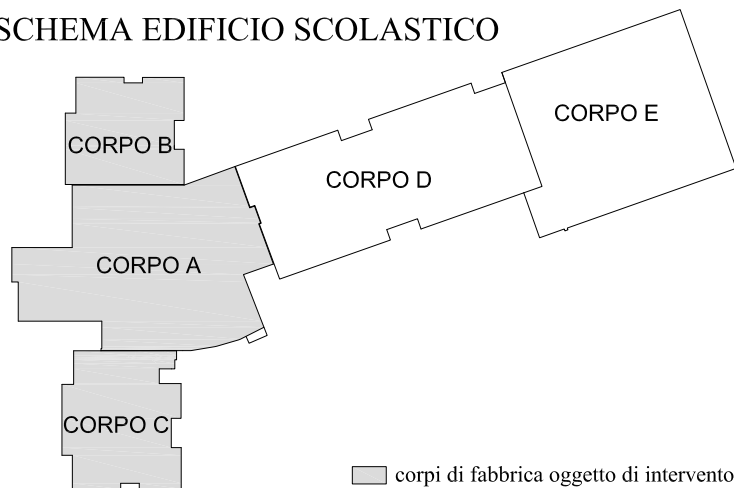 SCHEMA EDIFICIO SCOLASTICO
CORPO E
CORPO B
CORPO D
CORPO A
CORPO C
corpi di fabbrica oggetto di intervento